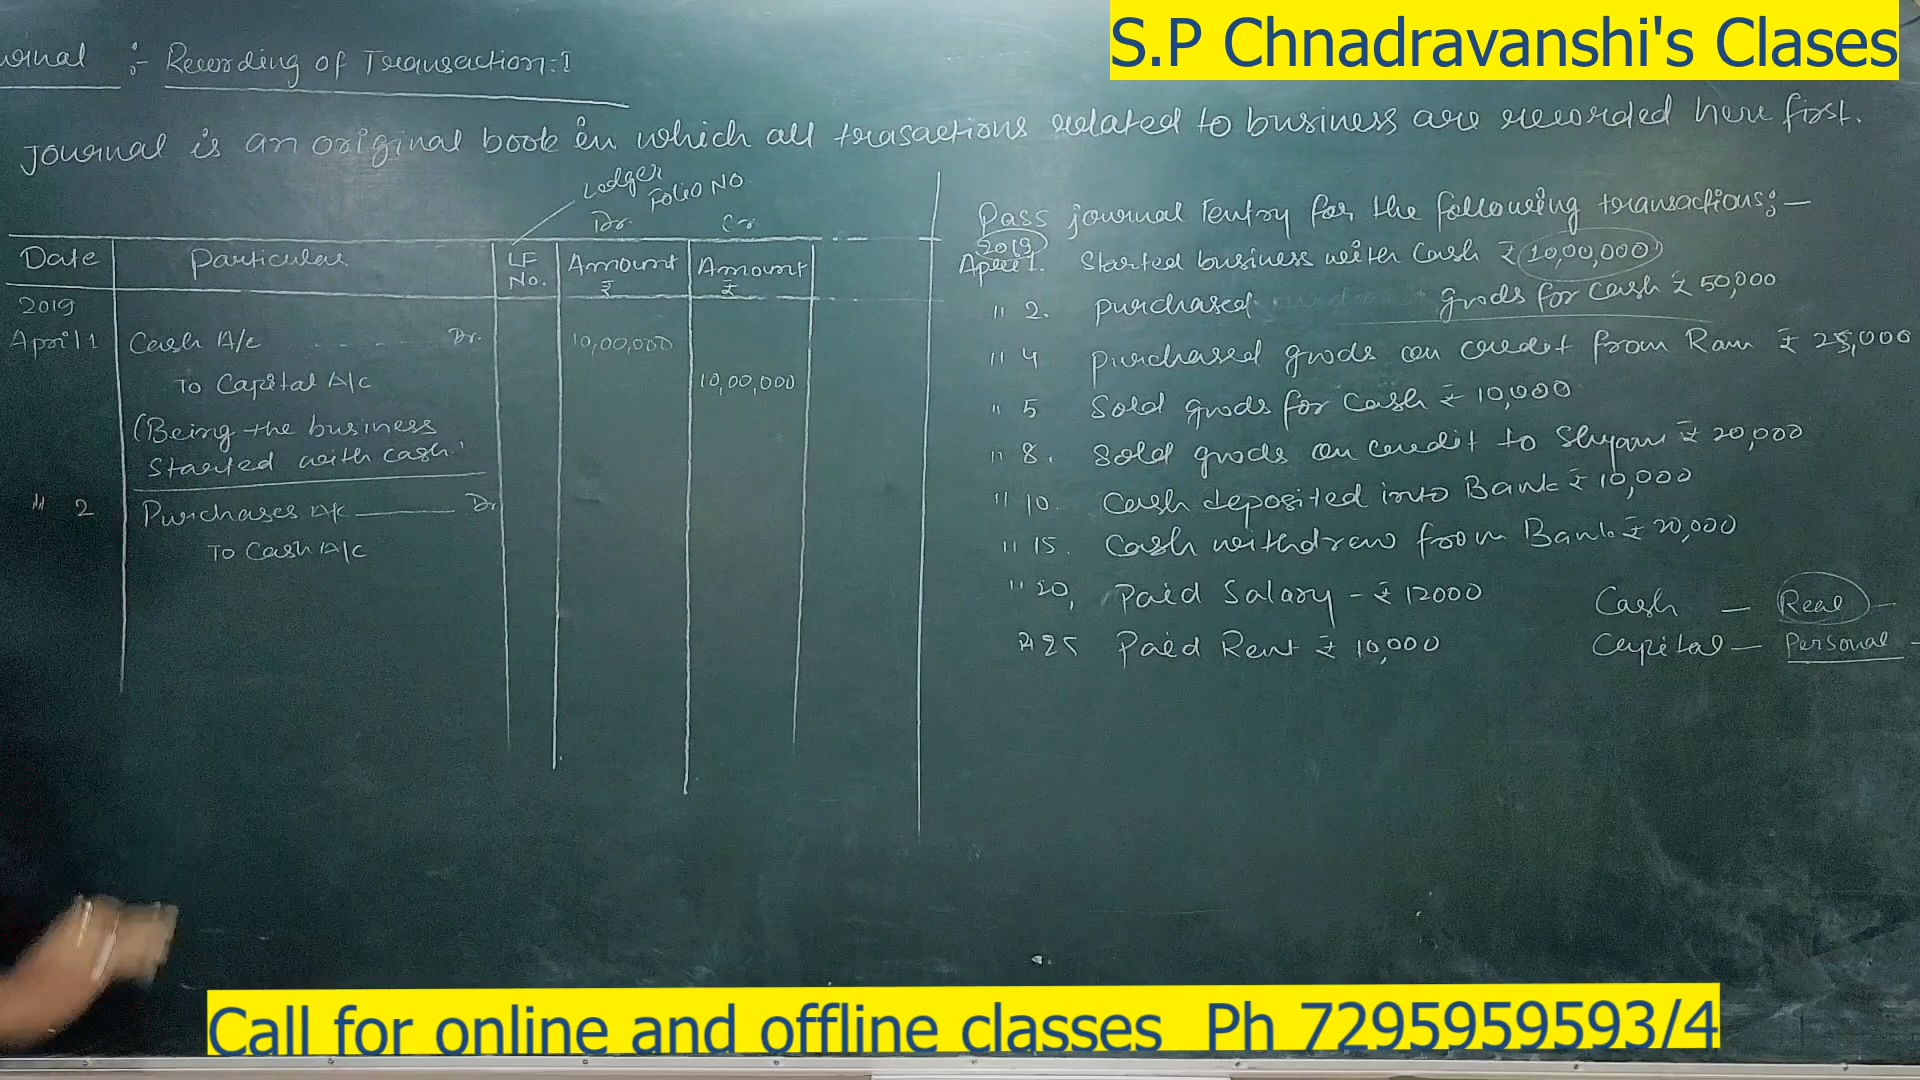 S.P Chnadravanshi's Clases
urnal :- Recording of Transaction:1
Journal is an original book in which all trasactions related to business are recorded here first.
Ledger
Folio NO
Dr. Cr.
Date Particulars LF No. Amount ₹ Amount ₹
2019
April 1 Cash A/c Dr. 10,00,000
To Capital A/c 10,00,000
(Being the business
started with cash.)
" 2 Purchases A/c Dr
To Cash A/c
Pass journal Entry for the following transactions:-
2019
April 1. Started business with Cash ₹ 10,00,000
" 2. purchased goods for Cash ₹ 50,000
" 4 purchased goods on credit from Ram ₹ 25,000
" 5 Sold goods for Cash ₹ 10,000
" 8. Sold goods on credit to Shyam ₹ 20,000
" 10. Cash deposited into Bank ₹ 10,000
" 15. Cash withdrew from Bank ₹ 20,000
" 20, Paid Salary - ₹ 12000
25 Paid Rent ₹ 10,000
Cash — Real —
Capital — Personal —
Call for online and offline classes Ph 7295959593/4